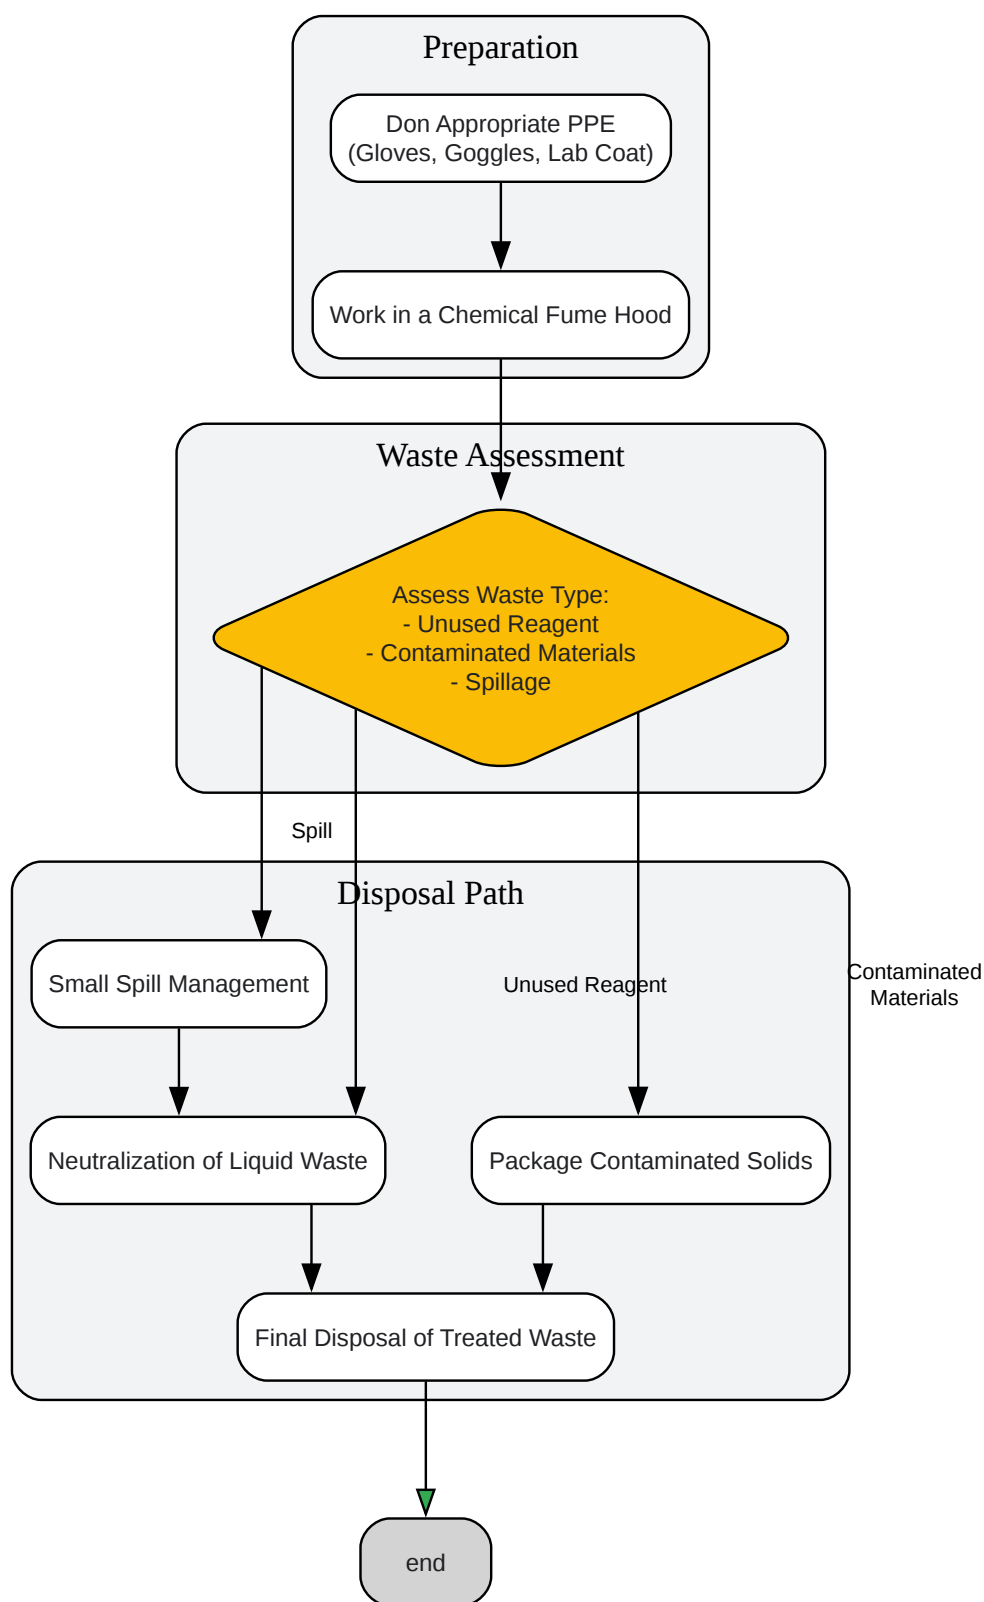 Preparation
Don Appropriate PPE
(Gloves, Goggles, Lab Coat)
Work in a Chemical Fume Hood
Waste Assessment
Assess Waste Type:
- Unused Reagent
- Contaminated Materials
- Spillage
Spill
Disposal Path
Small Spill Management
Unused Reagent
Contaminated
Materials
Neutralization of Liquid Waste
Package Contaminated Solids
Final Disposal of Treated Waste
end